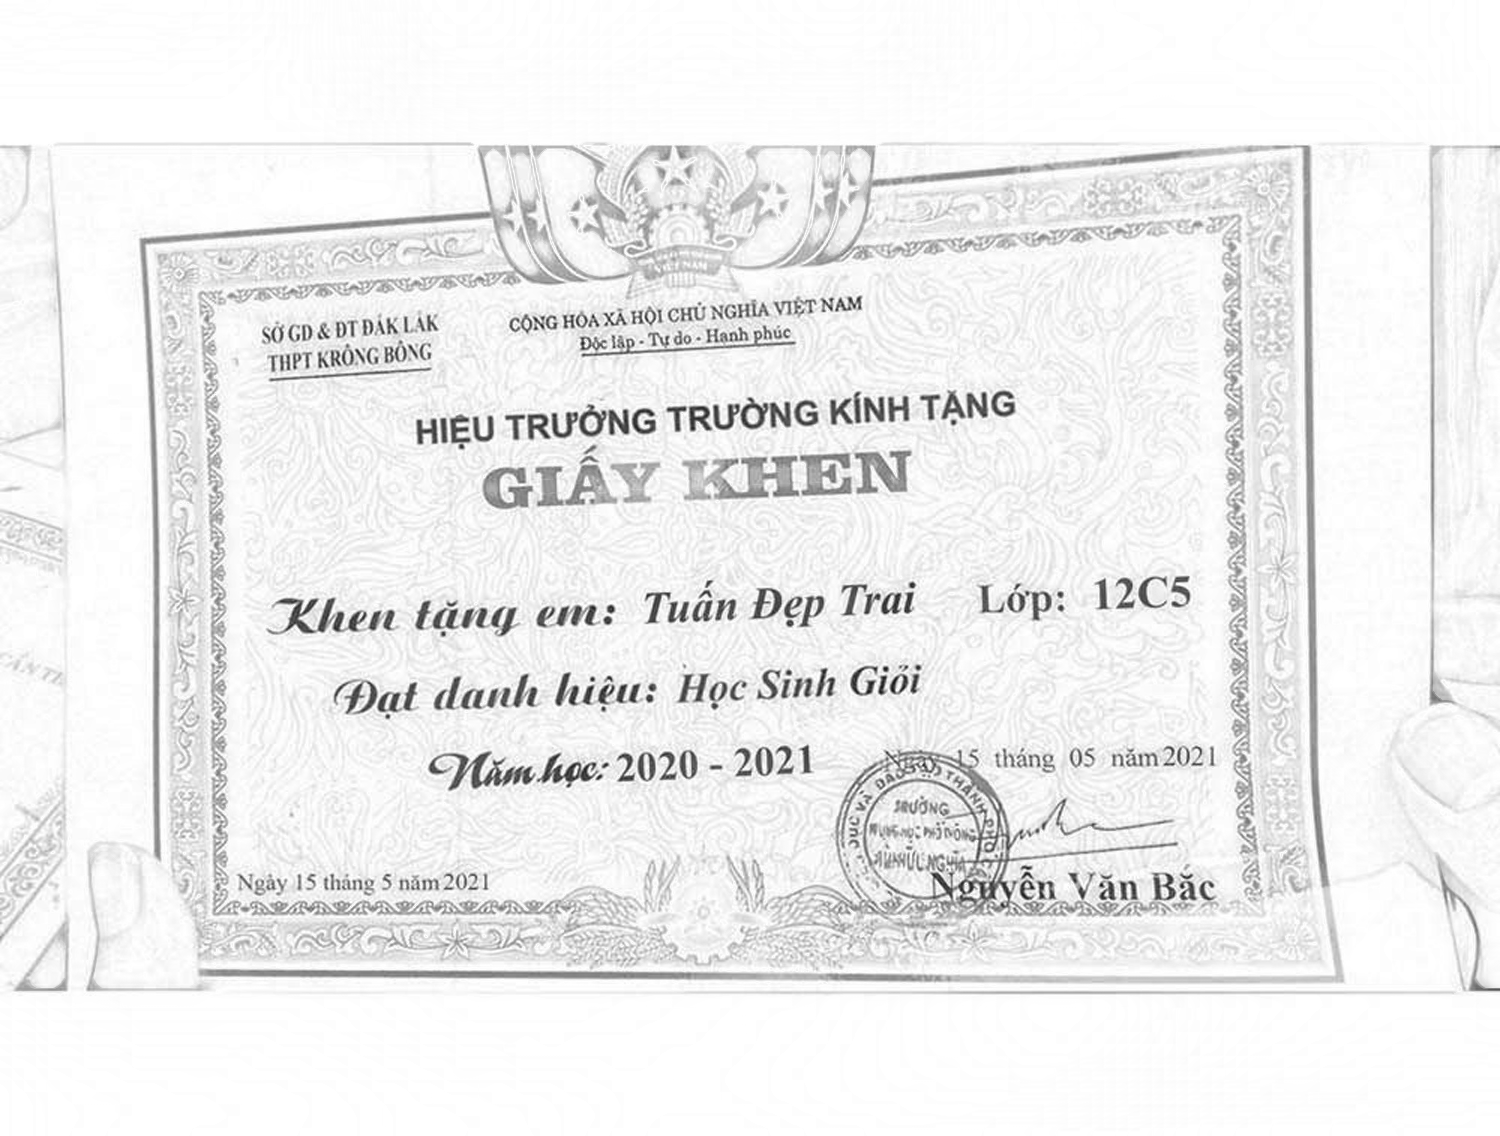 VIỆT NAM
SỞ GD & ĐT ĐẮK LẮK
THPT KRÔNG BÔNG
CỘNG HÒA XÃ HỘI CHỦ NGHĨA VIỆT NAM
Độc lập - Tự do - Hạnh phúc
HIỆU TRƯỞNG TRƯỜNG KÍNH TẶNG
GIẤY KHEN
Khen tặng em: Tuấn Đẹp Trai Lớp: 12C5
Đạt danh hiệu: Học Sinh Giỏi
Năm học: 2020 - 2021
Ngày 15 tháng 05 năm 2021
TRƯỜNG
Nguyễn Văn Bắc
Ngày 15 tháng 5 năm 2021